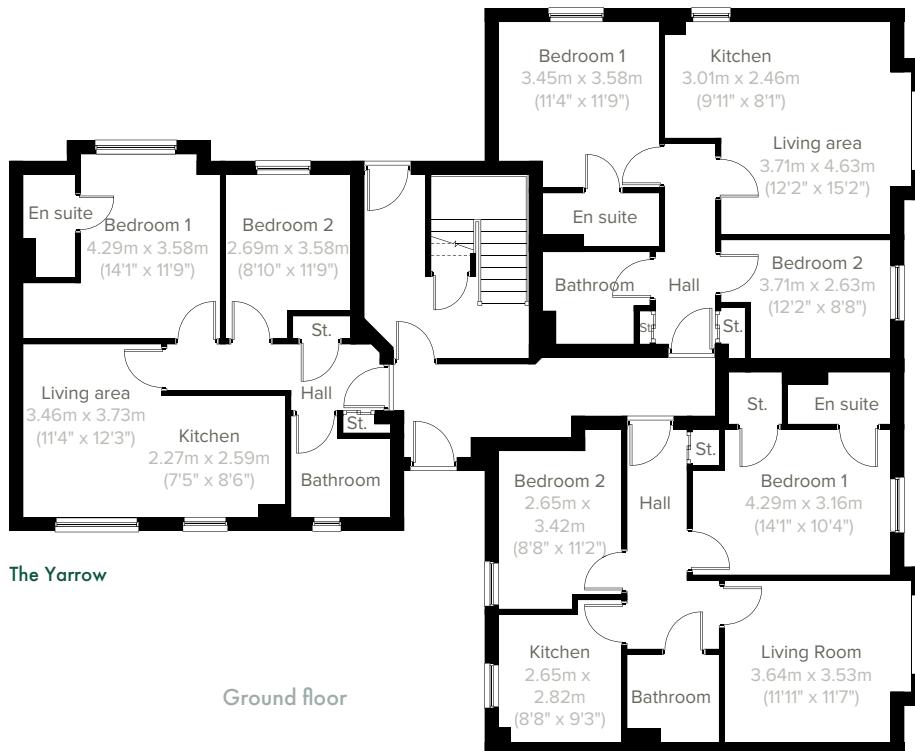 Bedroom 1
3.45m x 3.58m
(11'4" x 11'9")
Kitchen
3.01m x 2.46m
(9'11" x 8'1")
Living area
3.71m x 4.63m
(12'2" x 15'2")
En suite
Bathroom
Hall
Bedroom 2
3.71m x 2.63m
(12'2" x 8'8")
St.
St.
En suite
Bedroom 1
4.29m x 3.58m
(14'1" x 11'9")
Bedroom 2
2.69m x 3.58m
(8'10" x 11'9")
St.
Hall
Living area
3.46m x 3.73m
(11'4" x 12'3")
Kitchen
2.27m x 2.59m
(7'5" x 8'6")
St.
Bathroom
St.
En suite
St.
Bedroom 2
2.65m x
3.42m
(8'8" x 11'2")
Hall
Bedroom 1
4.29m x 3.16m
(14'1" x 10'4")
Kitchen
2.65m x
2.82m
(8'8" x 9'3")
Bathroom
Living Room
3.64m x 3.53m
(11'11" x 11'7")
The Yarrow
Ground floor